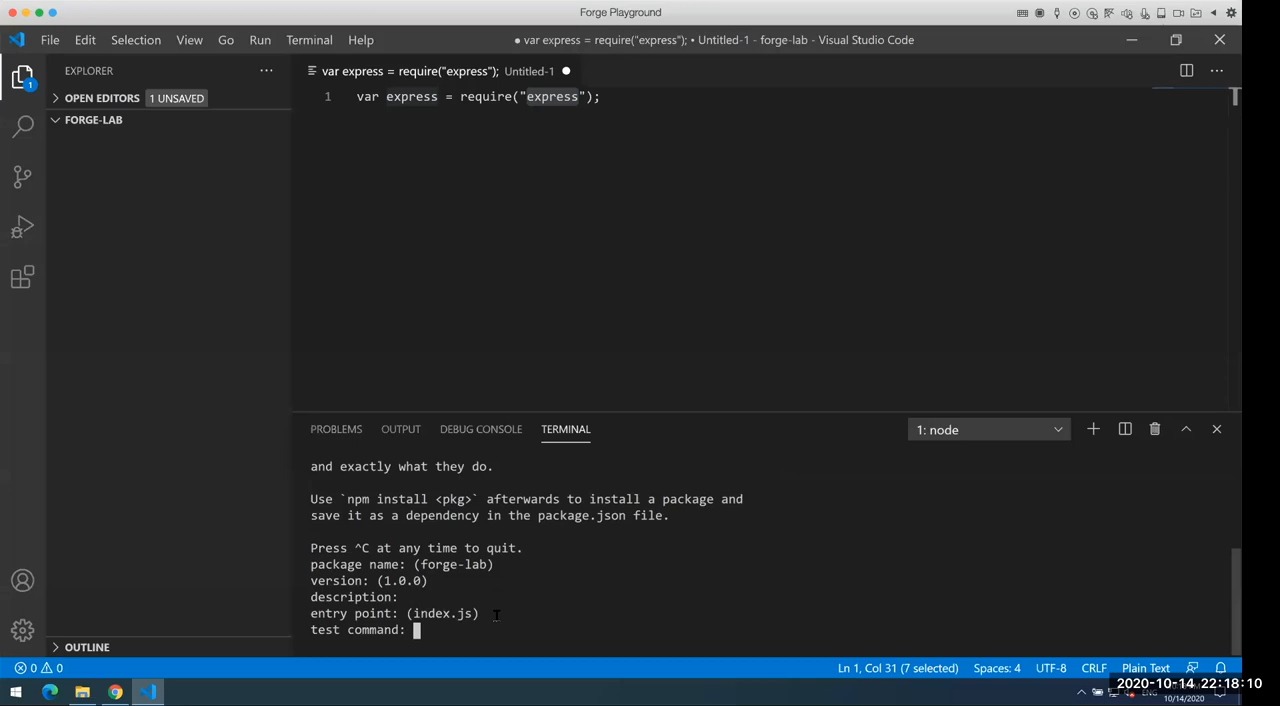 Forge Playground
File Edit Selection View Go Run Terminal Help
● var express = require("express"); • Untitled-1 - forge-lab - Visual Studio Code
EXPLORER
var express = require("express"); Untitled-1
1
OPEN EDITORS 1 UNSAVED
1 var express = require("express");
FORGE-LAB
PROBLEMS OUTPUT DEBUG CONSOLE TERMINAL
1: node
and exactly what they do.
Use `npm install <pkg>` afterwards to install a package and
save it as a dependency in the package.json file.
Press ^C at any time to quit.
package name: (forge-lab)
version: (1.0.0)
description:
entry point: (index.js)
test command:
OUTLINE
0 0
Ln 1, Col 31 (7 selected) Spaces: 4 UTF-8 CRLF Plain Text
2020-10-14 22:18:10
ENG
10/14/2020